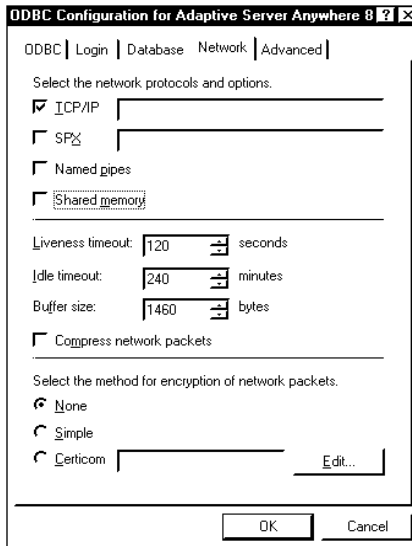 ODBC Configuration for Adaptive Server Anywhere 8
ODBC Login Database Network Advanced
Select the network protocols and options.
TCP/IP
SPX
Named pipes
Shared memory
Liveness timeout: 120 seconds
Idle timeout: 240 minutes
Buffer size: 1460 bytes
Compress network packets
Select the method for encryption of network packets.
None
Simple
Certicom Edit...
OK Cancel